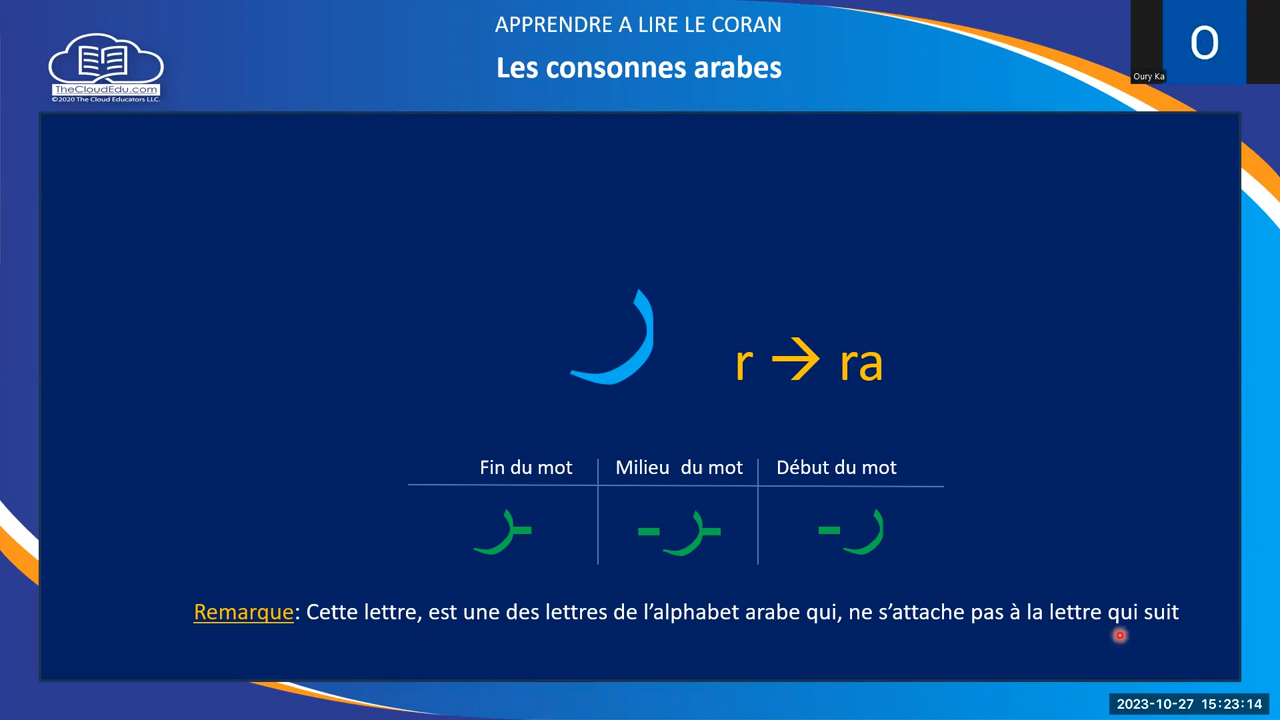 APPRENDRE A LIRE LE CORAN
Les consonnes arabes
TheCloudEdu.com
©2020 The Cloud Educators LLC.
O
Oury Ka
ر r → ra
Fin du mot Milieu du mot Début du mot
ـر -ـر- -ر
Remarque: Cette lettre, est une des lettres de l’alphabet arabe qui, ne s’attache pas à la lettre qui suit
2023-10-27 15:23:14